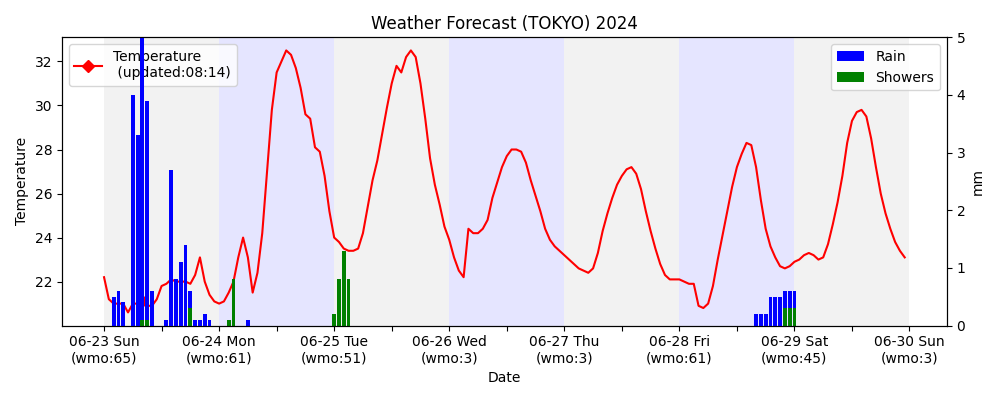 Weather Forecast (TOKYO) 2024
Temperature
(updated:08:14)
Rain
Showers
32
30
28
26
24
22
Temperature
5
4
3
2
1
0
mm
06-23 Sun
(wmo:65)
06-24 Mon
(wmo:61)
06-25 Tue
(wmo:51)
06-26 Wed
(wmo:3)
06-27 Thu
(wmo:3)
06-28 Fri
(wmo:61)
06-29 Sat
(wmo:45)
06-30 Sun
(wmo:3)
Date